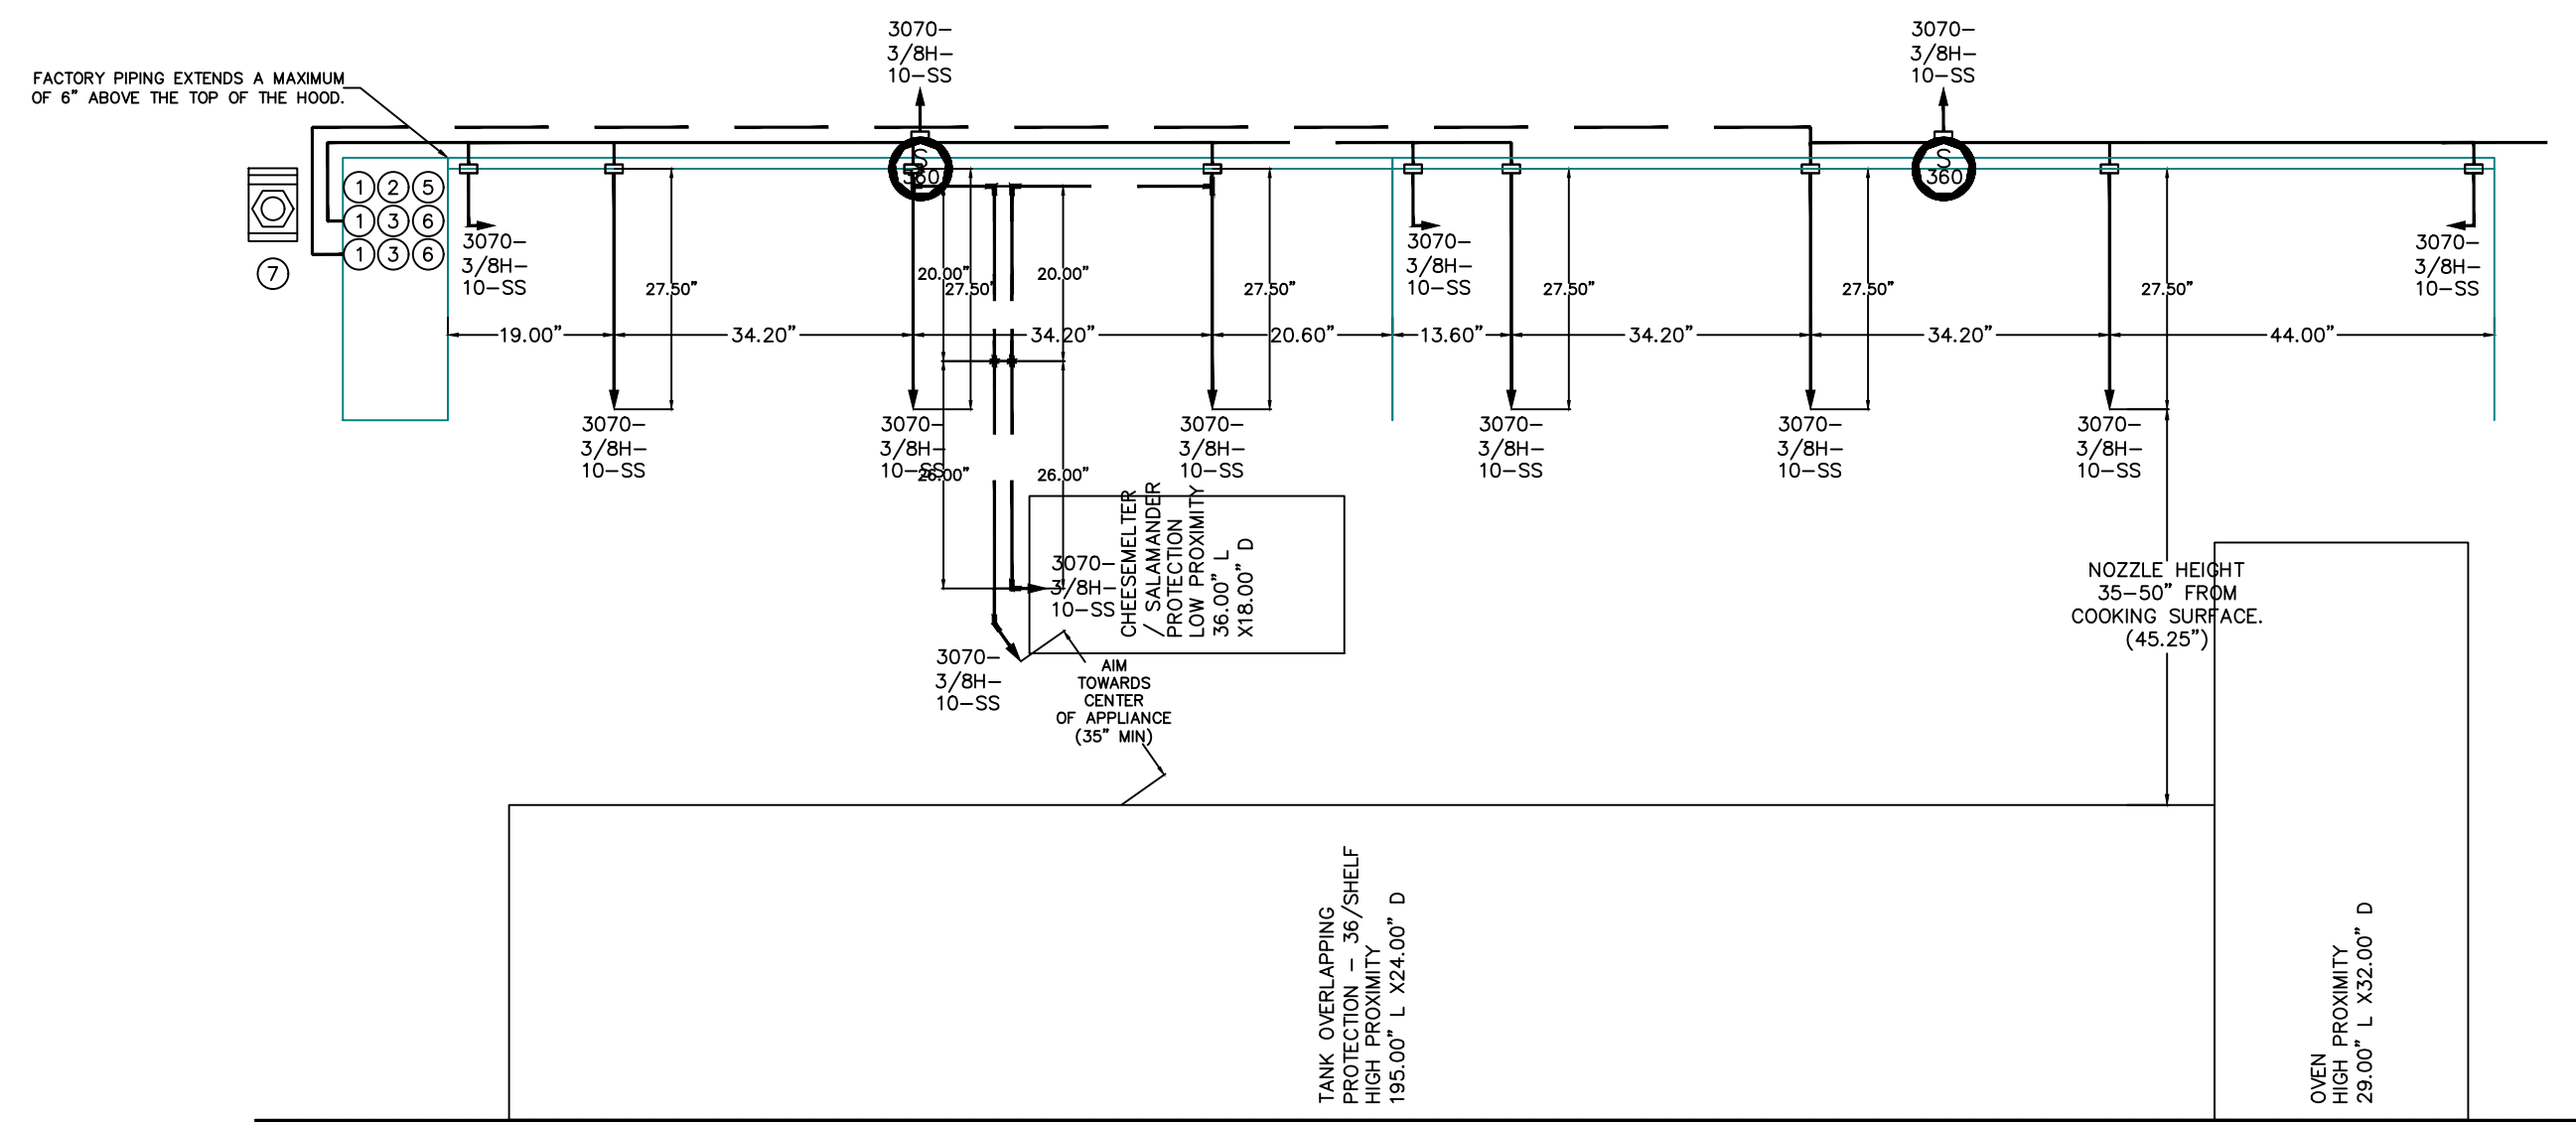 3070-
3/8H-
10-SS
3070-
3/8H-
10-SS
FACTORY PIPING EXTENDS A MAXIMUM
OF 6" ABOVE THE TOP OF THE HOOD.
S
360
S
360
1 2 5
1 3 6
1 3 6
7
3070-
3/8H-
10-SS
3070-
3/8H-
10-SS
3070-
3/8H-
10-SS
20.00"
20.00"
27.50"
27.50"
27.50"
27.50"
27.50"
27.50"
19.00"
34.20"
34.20"
20.60"
13.60"
34.20"
34.20"
44.00"
3070-
3/8H-
10-SS
3070-
3/8H-
10-SS
3070-
3/8H-
10-SS
3070-
3/8H-
10-SS
3070-
3/8H-
10-SS
3070-
3/8H-
10-SS
26.00"
26.00"
CHEESEMELTER
/ SALAMANDER
PROTECTION
LOW PROXIMITY
36.00" L
X18.00" D
3070-
3/8H-
10-SS
3070-
3/8H-
10-SS
AIM
TOWARDS
CENTER
OF APPLIANCE
(35" MIN)
NOZZLE HEIGHT
35-50" FROM
COOKING SURFACE.
(45.25")
TANK OVERLAPPING
PROTECTION - 36/SHELF
HIGH PROXIMITY
195.00" L X24.00" D
OVEN
HIGH PROXIMITY
29.00" L X32.00" D